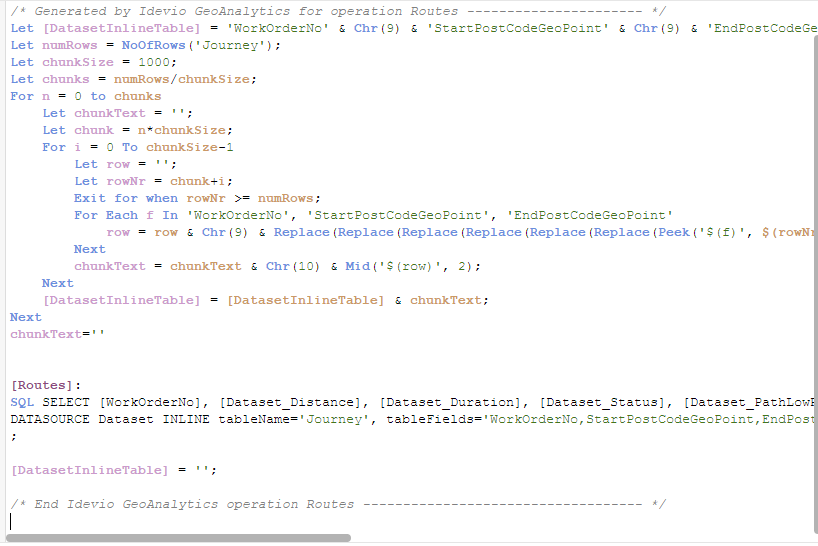 /* Generated by Idevio GeoAnalytics for operation Routes ---------------------- */
Let [DatasetInlineTable] = 'WorkOrderNo' & Chr(9) & 'StartPostCodeGeoPoint' & Chr(9) & 'EndPostCodeGe
Let numRows = NoOfRows('Journey');
Let chunkSize = 1000;
Let chunks = numRows/chunkSize;
For n = 0 to chunks
    Let chunkText = '';
    Let chunk = n*chunkSize;
    For i = 0 To chunkSize-1
        Let row = '';
        Let rowNr = chunk+i;
        Exit for when rowNr >= numRows;
        For Each f In 'WorkOrderNo', 'StartPostCodeGeoPoint', 'EndPostCodeGeoPoint'
            row = row & Chr(9) & Replace(Replace(Replace(Replace(Replace(Replace(Peek('$(f)', $(rowNr
        Next
        chunkText = chunkText & Chr(10) & Mid('$(row)', 2);
    Next
    [DatasetInlineTable] = [DatasetInlineTable] & chunkText;
Next
chunkText=''
[Routes]:
SQL SELECT [WorkOrderNo], [Dataset_Distance], [Dataset_Duration], [Dataset_Status], [Dataset_PathLowR
DATASOURCE Dataset INLINE tableName='Journey', tableFields='WorkOrderNo,StartPostCodeGeoPoint,EndPost
;
[DatasetInlineTable] = '';
/* End Idevio GeoAnalytics operation Routes ----------------------------------- */